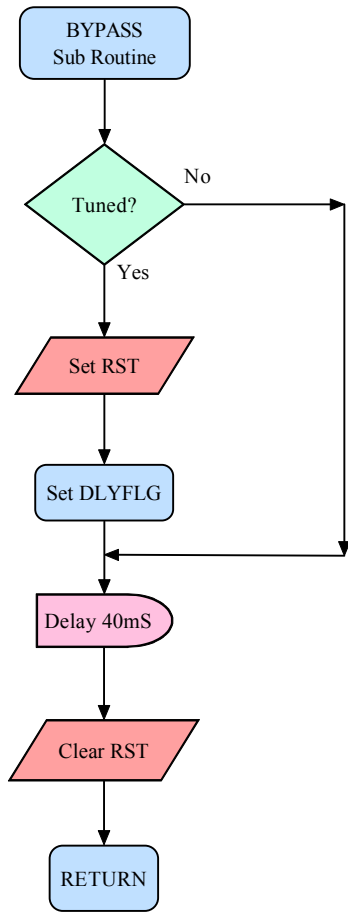 BYPASS
Sub Routine
Tuned?
No
Yes
Set RST
Set DLYFLG
Delay 40mS
Clear RST
RETURN